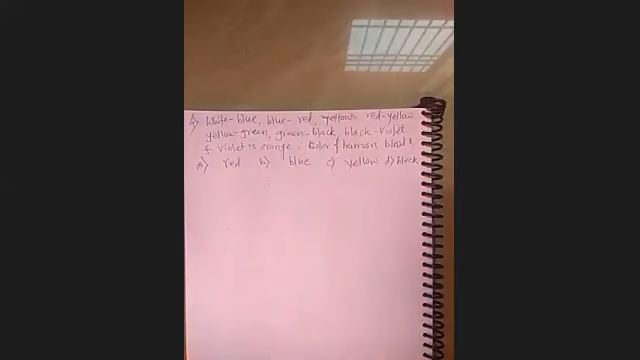 Q) White-blue, blue-red, red-yellow
yellow-green, green-black, black-violet
& violet is orange. Color of human blood?
a) red b) blue c) yellow d) black